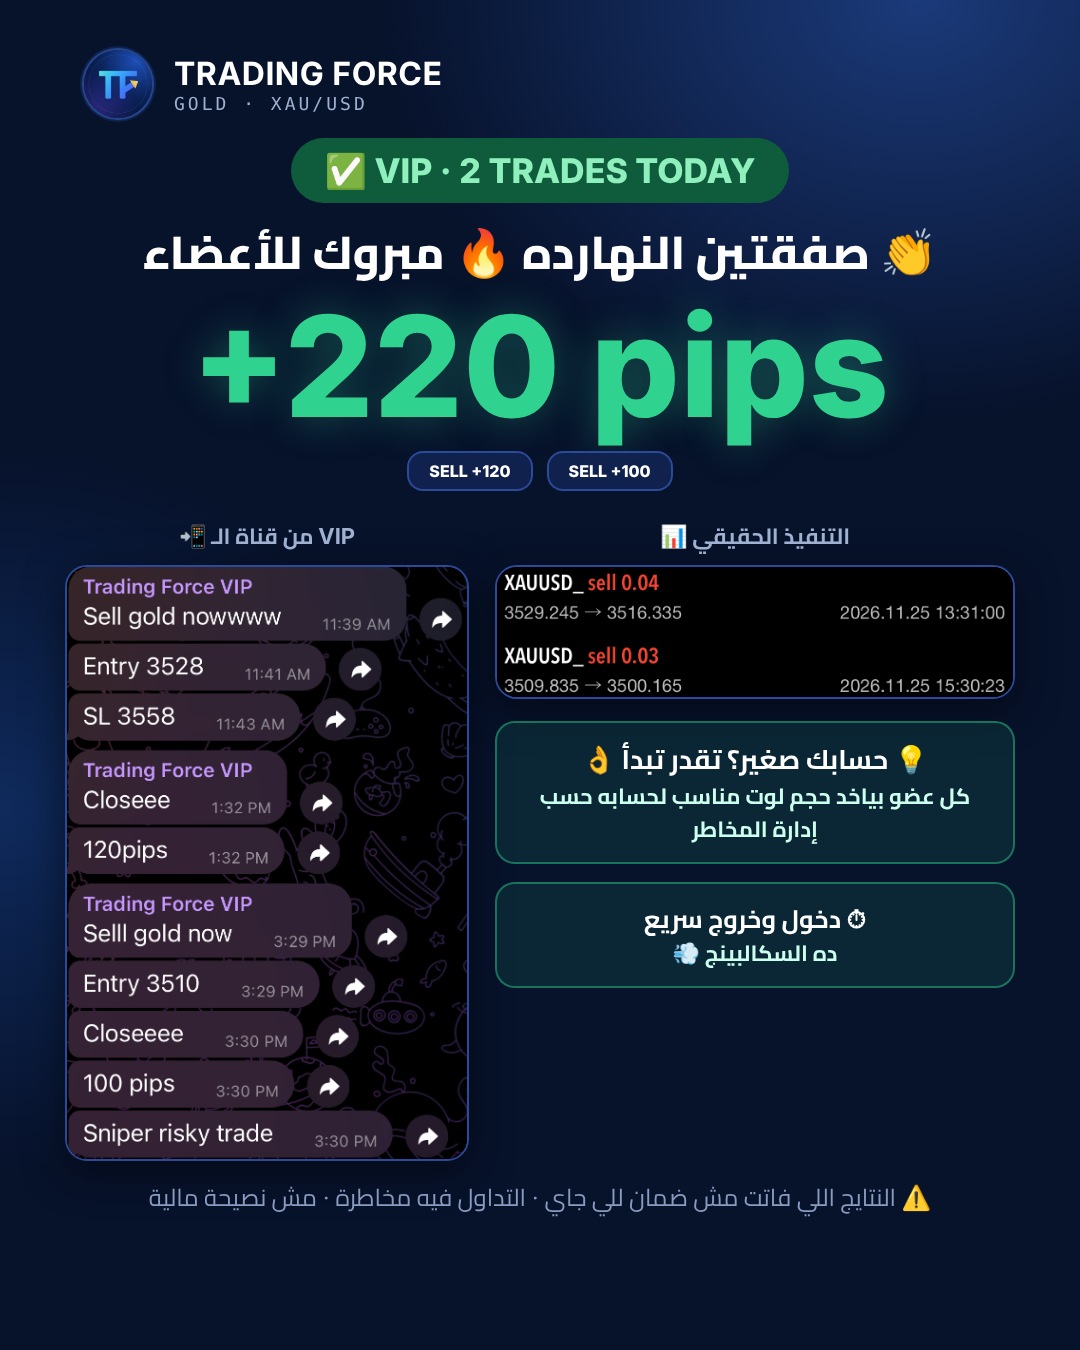 TRADING FORCE
GOLD · XAU/USD
✅ VIP · 2 TRADES TODAY
👏 صفقتين النهارده 🔥 مبروك للأعضاء
+220 pips
SELL +120
SELL +100
📲 من قناة الـ VIP
Trading Force VIP
Sell gold nowwww 11:39 AM
Entry 3528 11:41 AM
SL 3558 11:43 AM
Trading Force VIP
Closeee 1:32 PM
120pips 1:32 PM
Trading Force VIP
Selll gold now 3:29 PM
Entry 3510 3:29 PM
Closeeee 3:30 PM
100 pips 3:30 PM
Sniper risky trade 3:30 PM
التنفيذ الحقيقي 📊
XAUUSD_ sell 0.04
3529.245 → 3516.335 2026.11.25 13:31:00
XAUUSD_ sell 0.03
3509.835 → 3500.165 2026.11.25 15:30:23
💡 حسابك صغير؟ تقدر تبدأ 👌
كل عضو بياخد حجم لوت مناسب لحسابه حسب
إدارة المخاطر
⏱ دخول وخروج سريع
ده السكالبينج 💨
⚠️ النتايج اللي فاتت مش ضمان للي جاي · التداول فيه مخاطرة · مش نصيحة مالية